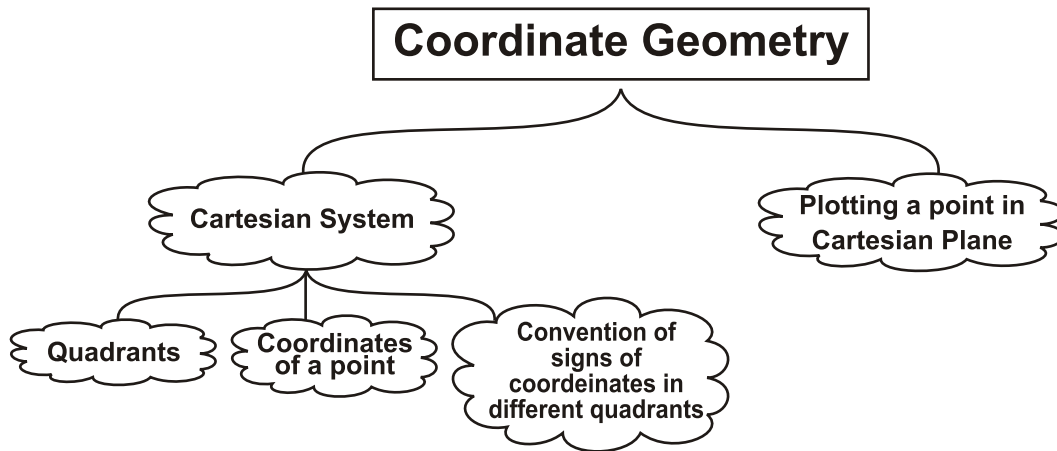 Coordinate Geometry
Cartesian System
Plotting a point in
Cartesian Plane
Quadrants
Coordinates
of a point
Convention of
signs of
coordeinates in
different quadrants